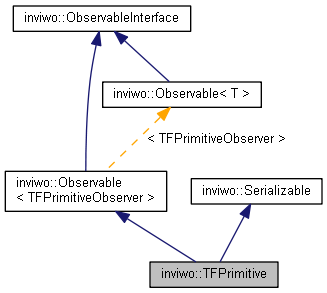 inviwo::ObservableInterface
inviwo::Observable< T >
< TFPrimitiveObserver >
inviwo::Observable
< TFPrimitiveObserver >
inviwo::Serializable
inviwo::TFPrimitive